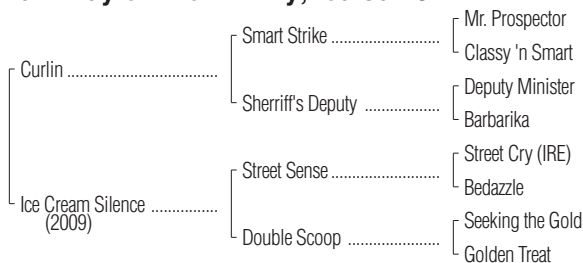 Smart Strike
Mr. Prospector
Classy 'n Smart
Curlin
Sherriff's Deputy
Deputy Minister
Barbarika
Street Sense
Street Cry (IRE)
Bedazzle
Ice Cream Silence
(2009)
Double Scoop
Seeking the Gold
Golden Treat